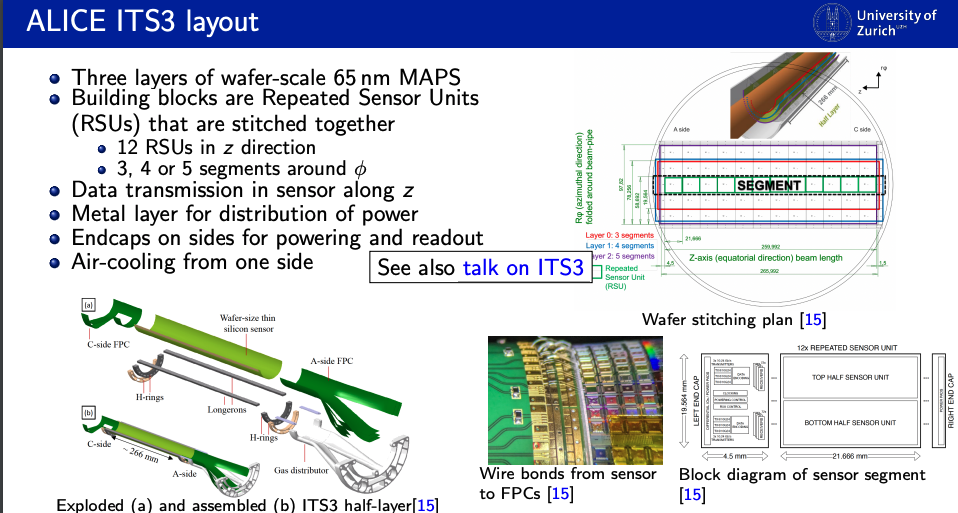 ALICE ITS3 layout
University of
Zurich UZH
Three layers of wafer-scale 65 nm MAPS
Building blocks are Repeated Sensor Units
(RSUs) that are stitched together
12 RSUs in z direction
3, 4 or 5 segments around ϕ
Data transmission in sensor along z
Metal layer for distribution of power
Endcaps on sides for powering and readout
Air-cooling from one side
See also talk on ITS3
rφ
z
266 mm
Half Layer
A side
C side
Rφ (azimuthal direction)
folded around beam-pipe
97,82
78,256
58,692
19,564
SEGMENT
Layer 0: 3 segments
Layer 1: 4 segments
ayer 2: 5 segments
Repeated
Sensor Unit
(RSU)
21,666
259,992
Z-axis (equatorial direction) beam length
4,5
1,5
265,992
Wafer stitching plan [15]
(a)
Wafer-size thin
silicon sensor
C-side FPC
A-side FPC
H-rings
Longerons
H-rings
(b)
C-side
~ 266 mm
A-side
Gas distributor
Exploded (a) and assembled (b) ITS3 half-layer[15]
Wire bonds from sensor
to FPCs [15]
12x REPEATED SENSOR UNIT
19.564 mm
LEFT END CAP
TOP HALF SENSOR UNIT
BOTTOM HALF SENSOR UNIT
RIGHT END CAP
4.5 mm
21.666 mm
Block diagram of sensor segment
[15]